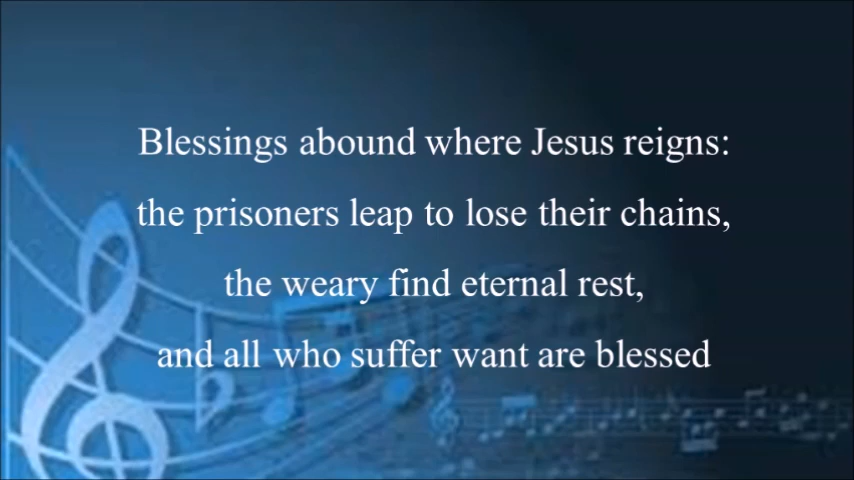 Blessings abound where Jesus reigns:
the prisoners leap to lose their chains,
the weary find eternal rest,
and all who suffer want are blessed